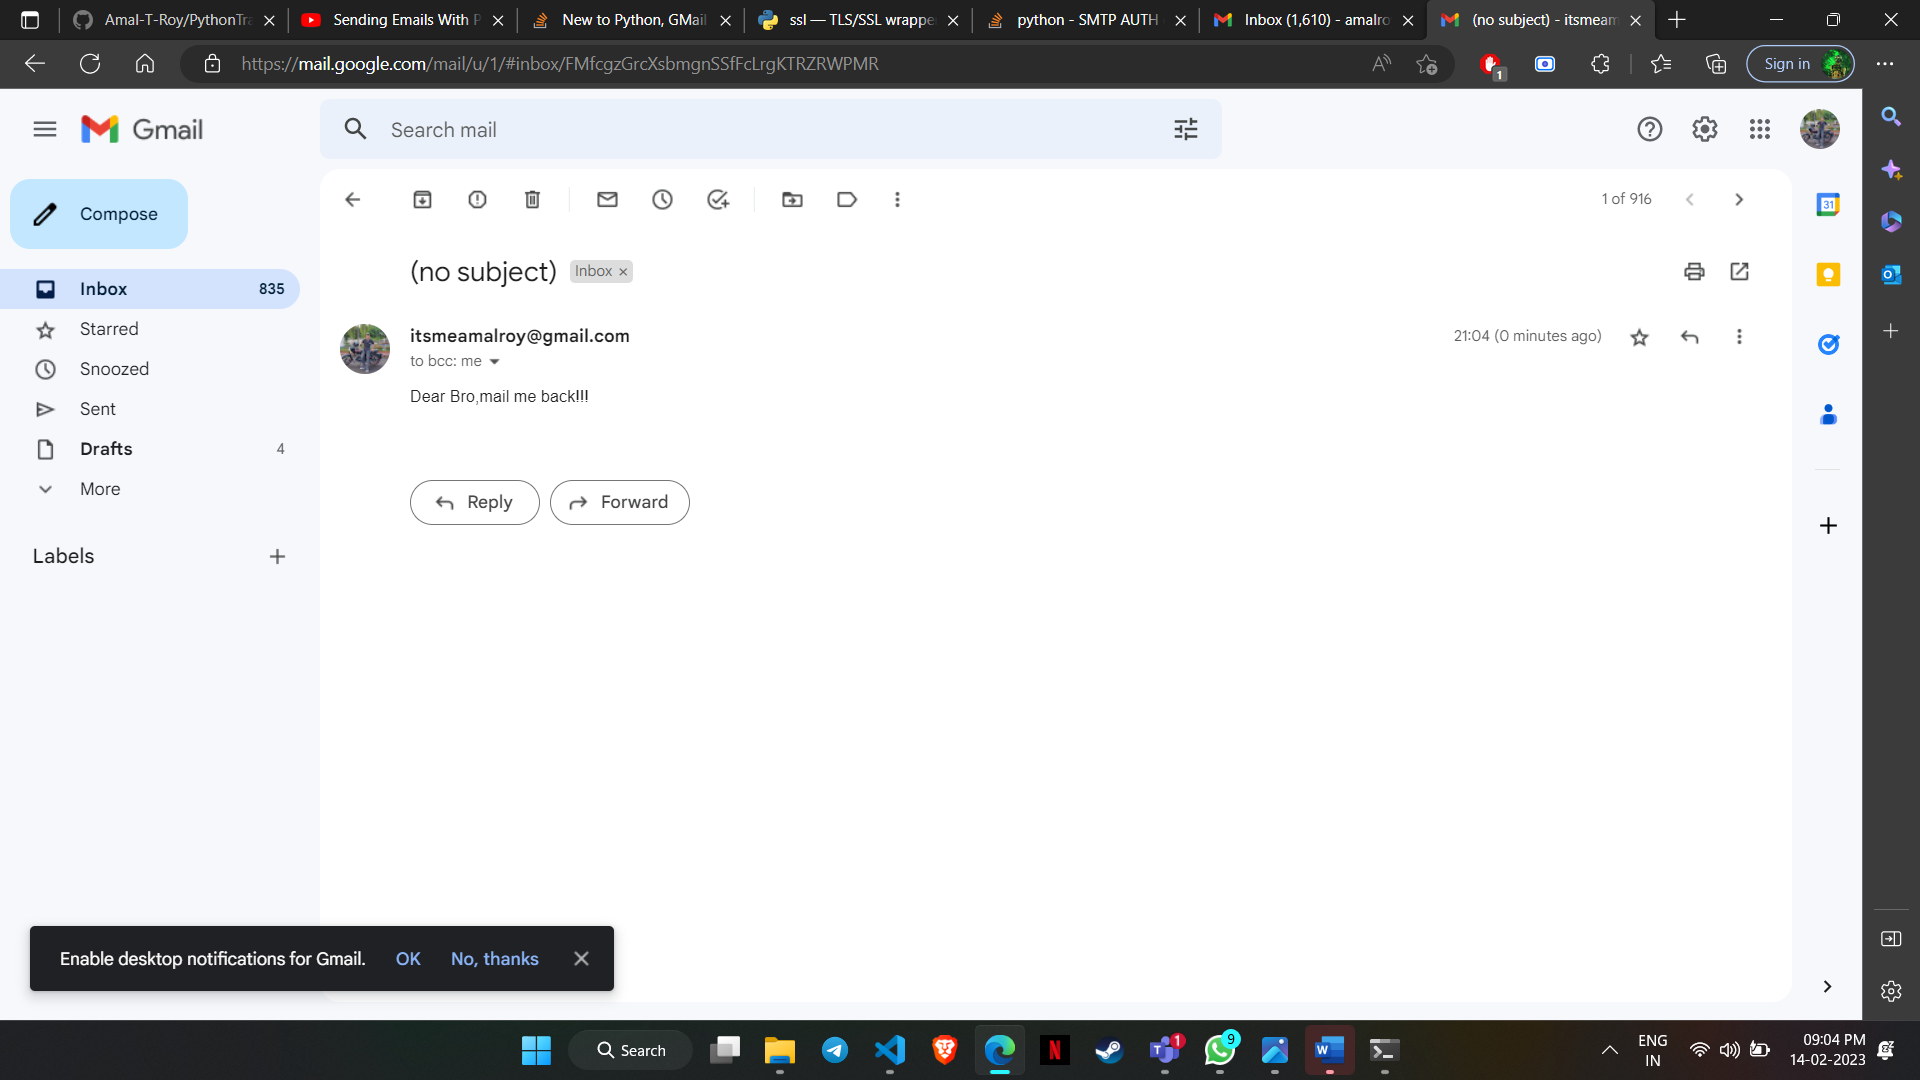 Amal-T-Roy/PythonTra
Sending Emails With P
New to Python, GMail
ssl — TLS/SSL wrappe
python - SMTP AUTH
Inbox (1,610) - amalro
(no subject) - itsmeam
https://mail.google.com/mail/u/1/#inbox/FMfcgzGrcXsbmgnSSfFcLrgKTRZRWPMR
1
Sign in
Gmail
Search mail
Compose
1 of 916
31
(no subject)
Inbox ×
Inbox 835
Starred
Snoozed
Sent
Drafts 4
More
Labels
itsmeamalroy@gmail.com
21:04 (0 minutes ago)
to bcc: me
Dear Bro,mail me back!!!
Reply
Forward
Enable desktop notifications for Gmail. OK No, thanks
Search
1
9
ENG
IN
09:04 PM
14-02-2023